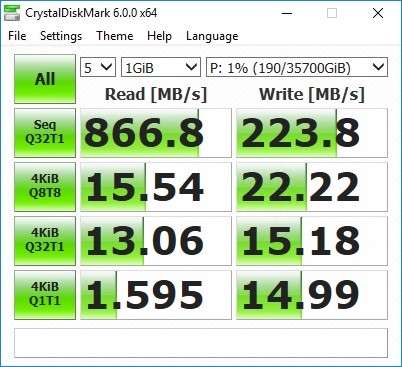 CrystalDiskMark 6.0.0 x64
File Settings Theme Help Language
All 5 1GiB P: 1% (190/35700GiB)
Read [MB/s] Write [MB/s]
Seq Q32T1 866.8 223.8
4KiB Q8T8 15.54 22.22
4KiB Q32T1 13.06 15.18
4KiB Q1T1 1.595 14.99